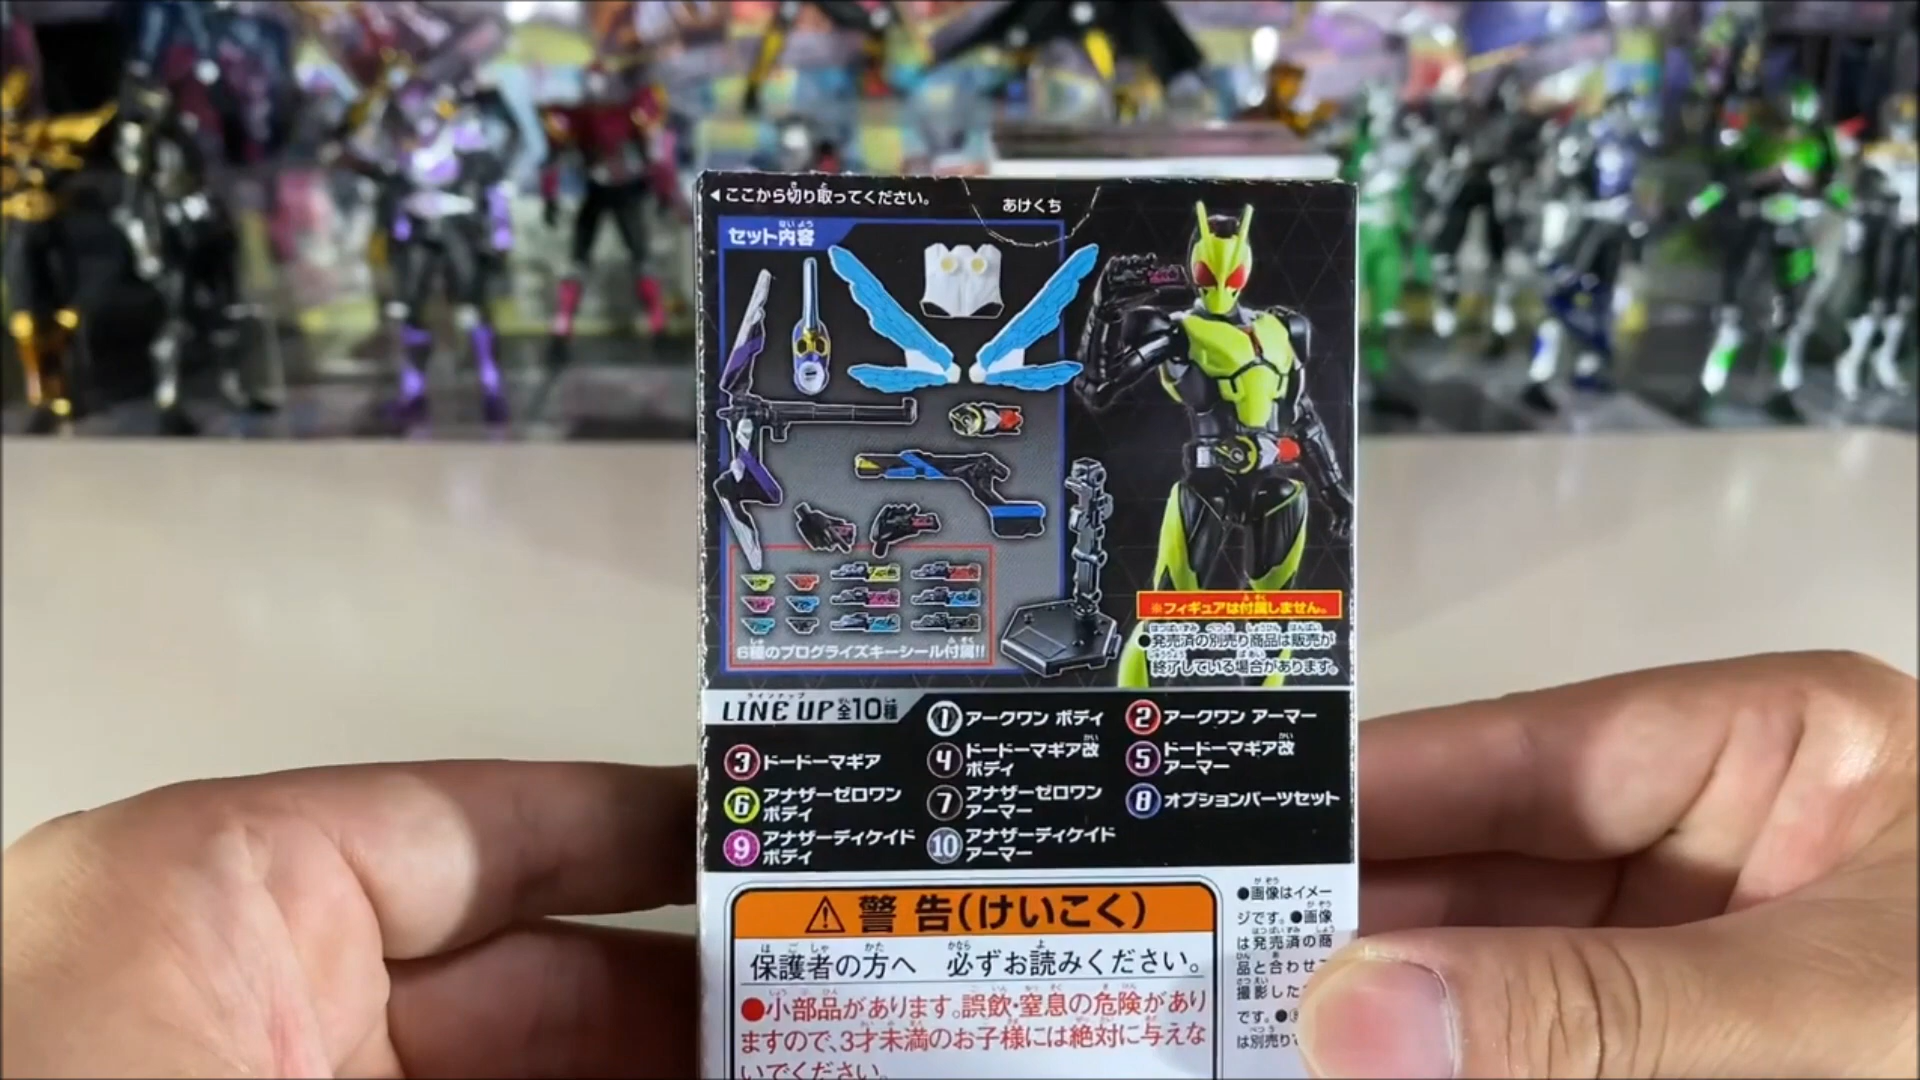 ◀ここから切り取ってください。
あけくち
セット内容
6種のプログライズキーシール付属!!
※フィギュアは付属しません。
●発売済の別売り商品は販売が
終了している場合があります。
LINE UP 全10種
① アークワン ボディ
② アークワン アーマー
③ ドードーマギア
④ ドードーマギア改
ボディ
⑤ ドードーマギア改
アーマー
⑥ アナザーゼロワン
ボディ
⑦ アナザーゼロワン
アーマー
⑧ オプションパーツセット
⑨ アナザーディケイド
ボディ
⑩ アナザーディケイド
アーマー
⚠警告(けいこく)
保護者の方へ 必ずお読みください。
●小部品があります。誤飲・窒息の危険があり
ますので、3才未満のお子様には絶対に与えな
いでください。
●画像はイメー
ジです。●画像
は発売済の商
品と合わせ
撮影した
です。●
は別売り